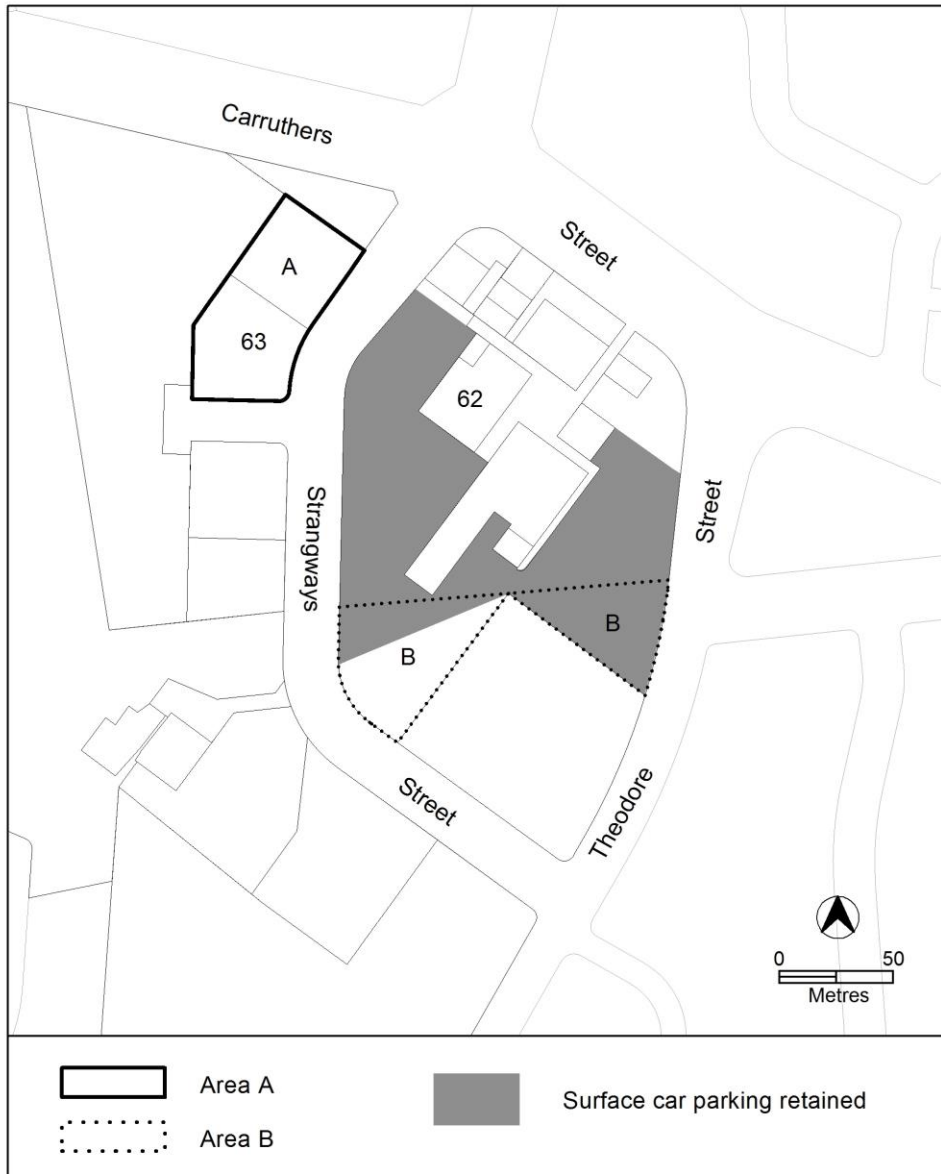 Carruthers
Street
A
63
62
Street
Strangways
B
B
Street
Theodore
0 50
Metres
Area A
Surface car parking retained
Area B